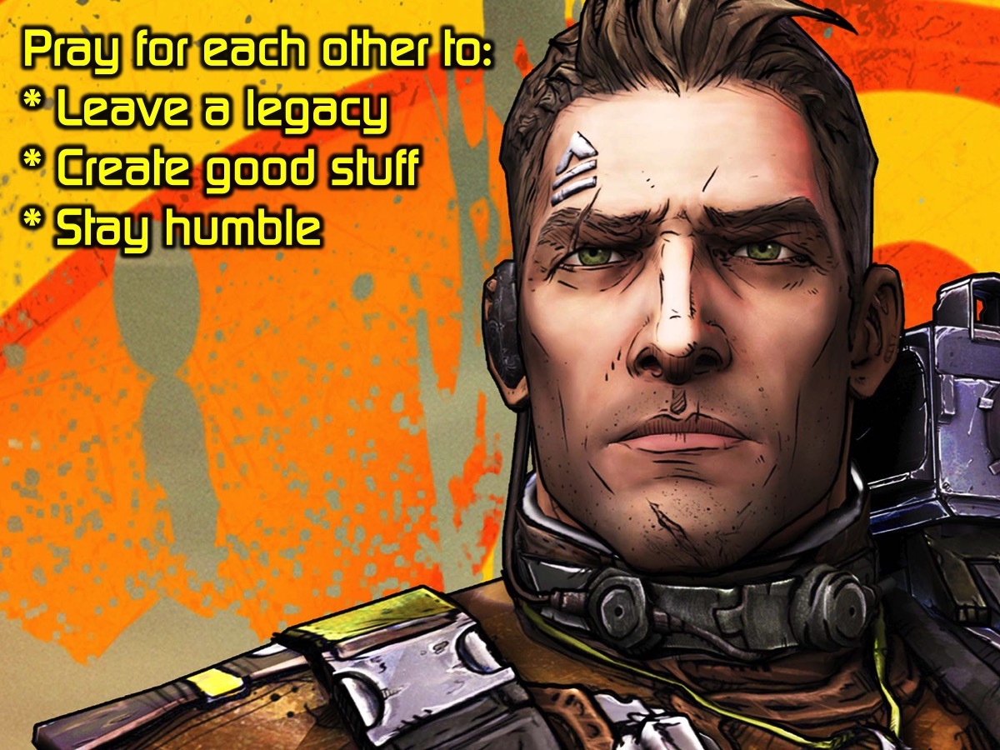 Pray for each other to:
* Leave a legacy
* Create good stuff
* Stay humble